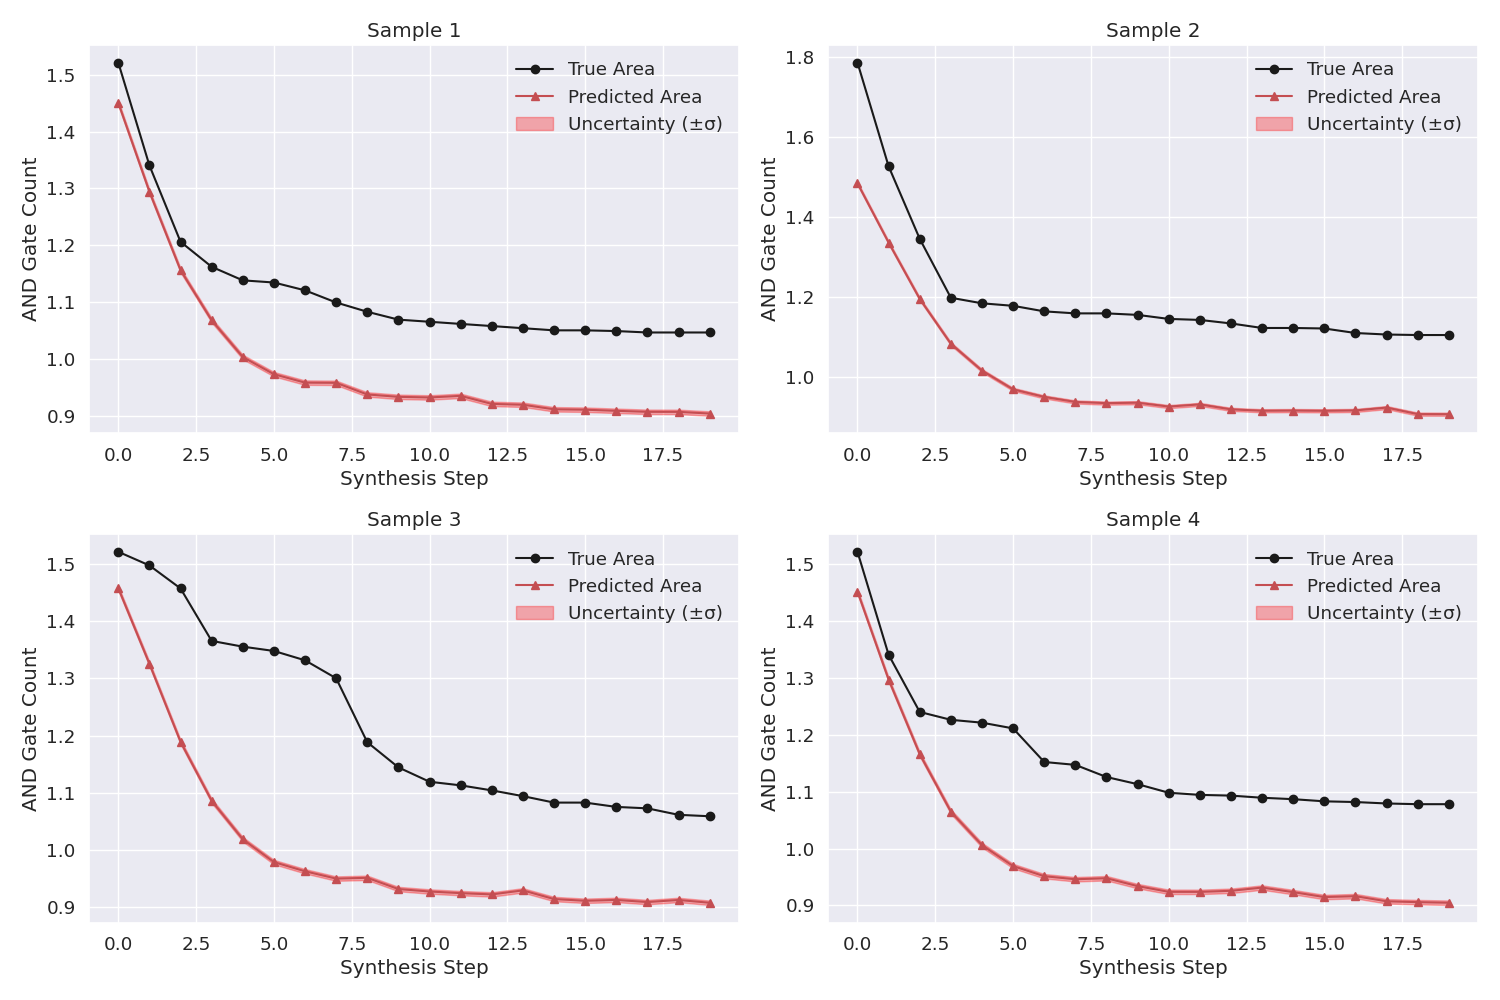 Sample 1
True Area
Predicted Area
Uncertainty (±σ)
AND Gate Count
1.5
1.4
1.3
1.2
1.1
1.0
0.9
0.0 2.5 5.0 7.5 10.0 12.5 15.0 17.5
Synthesis Step
Sample 2
True Area
Predicted Area
Uncertainty (±σ)
AND Gate Count
1.8
1.6
1.4
1.2
1.0
0.0 2.5 5.0 7.5 10.0 12.5 15.0 17.5
Synthesis Step
Sample 3
True Area
Predicted Area
Uncertainty (±σ)
AND Gate Count
1.5
1.4
1.3
1.2
1.1
1.0
0.9
0.0 2.5 5.0 7.5 10.0 12.5 15.0 17.5
Synthesis Step
Sample 4
True Area
Predicted Area
Uncertainty (±σ)
AND Gate Count
1.5
1.4
1.3
1.2
1.1
1.0
0.9
0.0 2.5 5.0 7.5 10.0 12.5 15.0 17.5
Synthesis Step